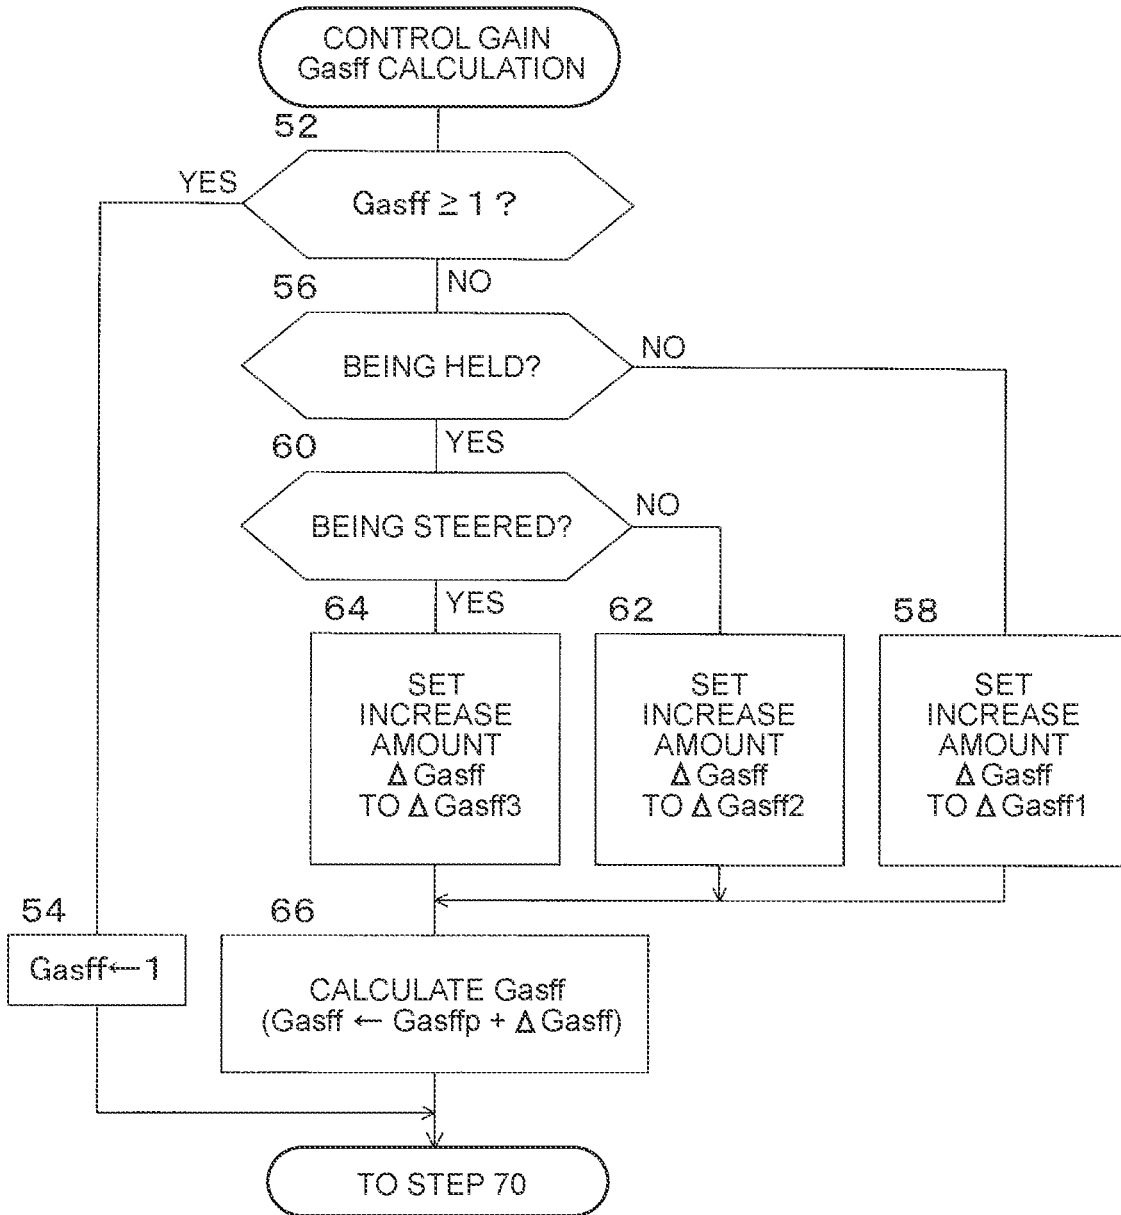 CONTROL GAIN
Gasff CALCULATION
52
YES
Gasff ≥ 1 ?
NO
56
BEING HELD?
NO
60
YES
BEING STEERED?
NO
64
YES
62
58
SET
INCREASE
AMOUNT
Δ Gasff
TO Δ Gasff3
SET
INCREASE
AMOUNT
Δ Gasff
TO Δ Gasff2
SET
INCREASE
AMOUNT
Δ Gasff
TO Δ Gasff1
54
Gasff←1
66
CALCULATE Gasff
(Gasff ← Gasffp + Δ Gasff)
TO STEP 70